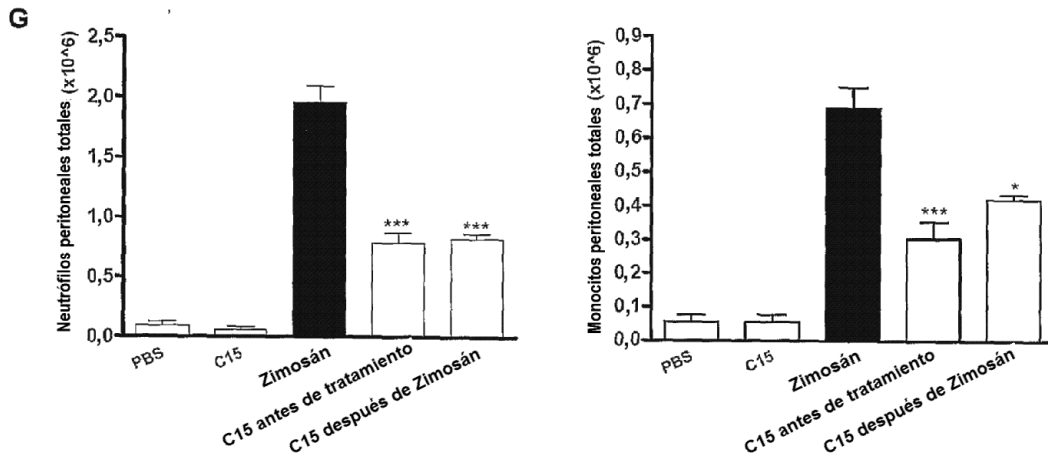 G
Neutrófilos peritoneales totales (x10^6)
2,5
2,0
1,5
1,0
0,5
0,0
***
***
PBS
C15
Zimosán
C15 antes de tratamiento
C15 después de Zimosán
Monocitos peritoneales totales (x10^6)
0,9
0,8
0,7
0,6
0,5
0,4
0,3
0,2
0,1
0,0
***
*
PBS
C15
Zimosán
C15 antes de tratamiento
C15 después de Zimosán